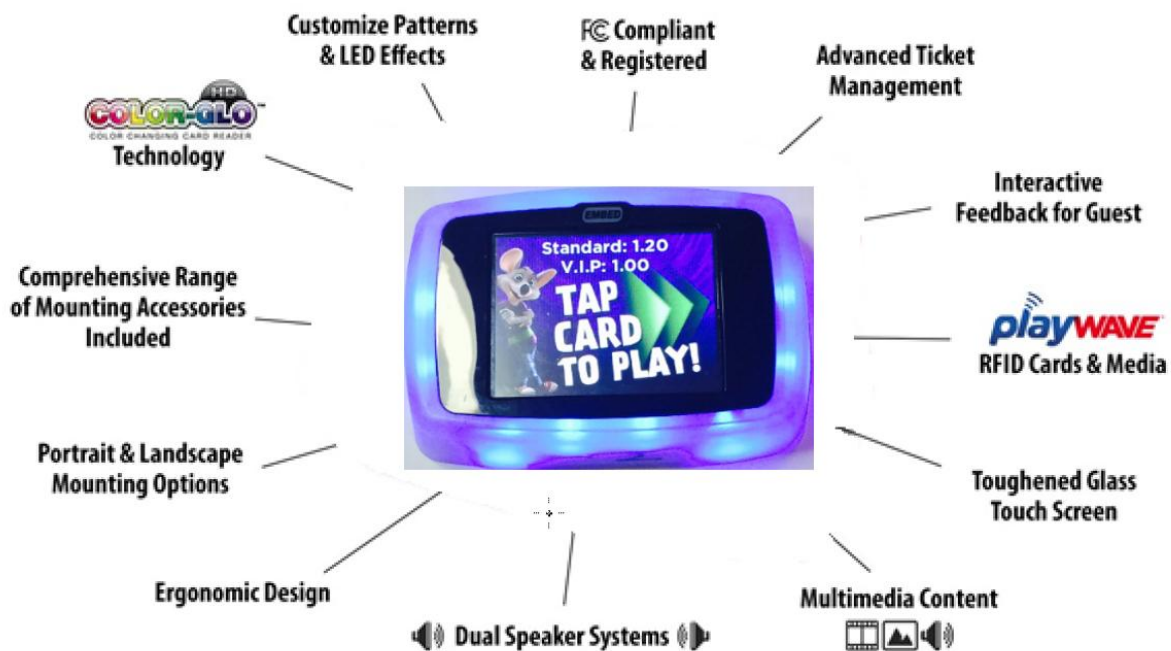 Customize Patterns
& LED Effects
FC Compliant
& Registered
Advanced Ticket
Management
HD
COLOR-GLO™
COLOR CHANGING CARD READER
Technology
Interactive
Feedback for Guest
Comprehensive Range
of Mounting Accessories
Included
EMBED
Standard: 1.20
V.I.P: 1.00
TAP
CARD
TO PLAY!
playWAVE
RFID Cards & Media
Portrait & Landscape
Mounting Options
Toughened Glass
Touch Screen
Ergonomic Design
Dual Speaker Systems
Multimedia Content